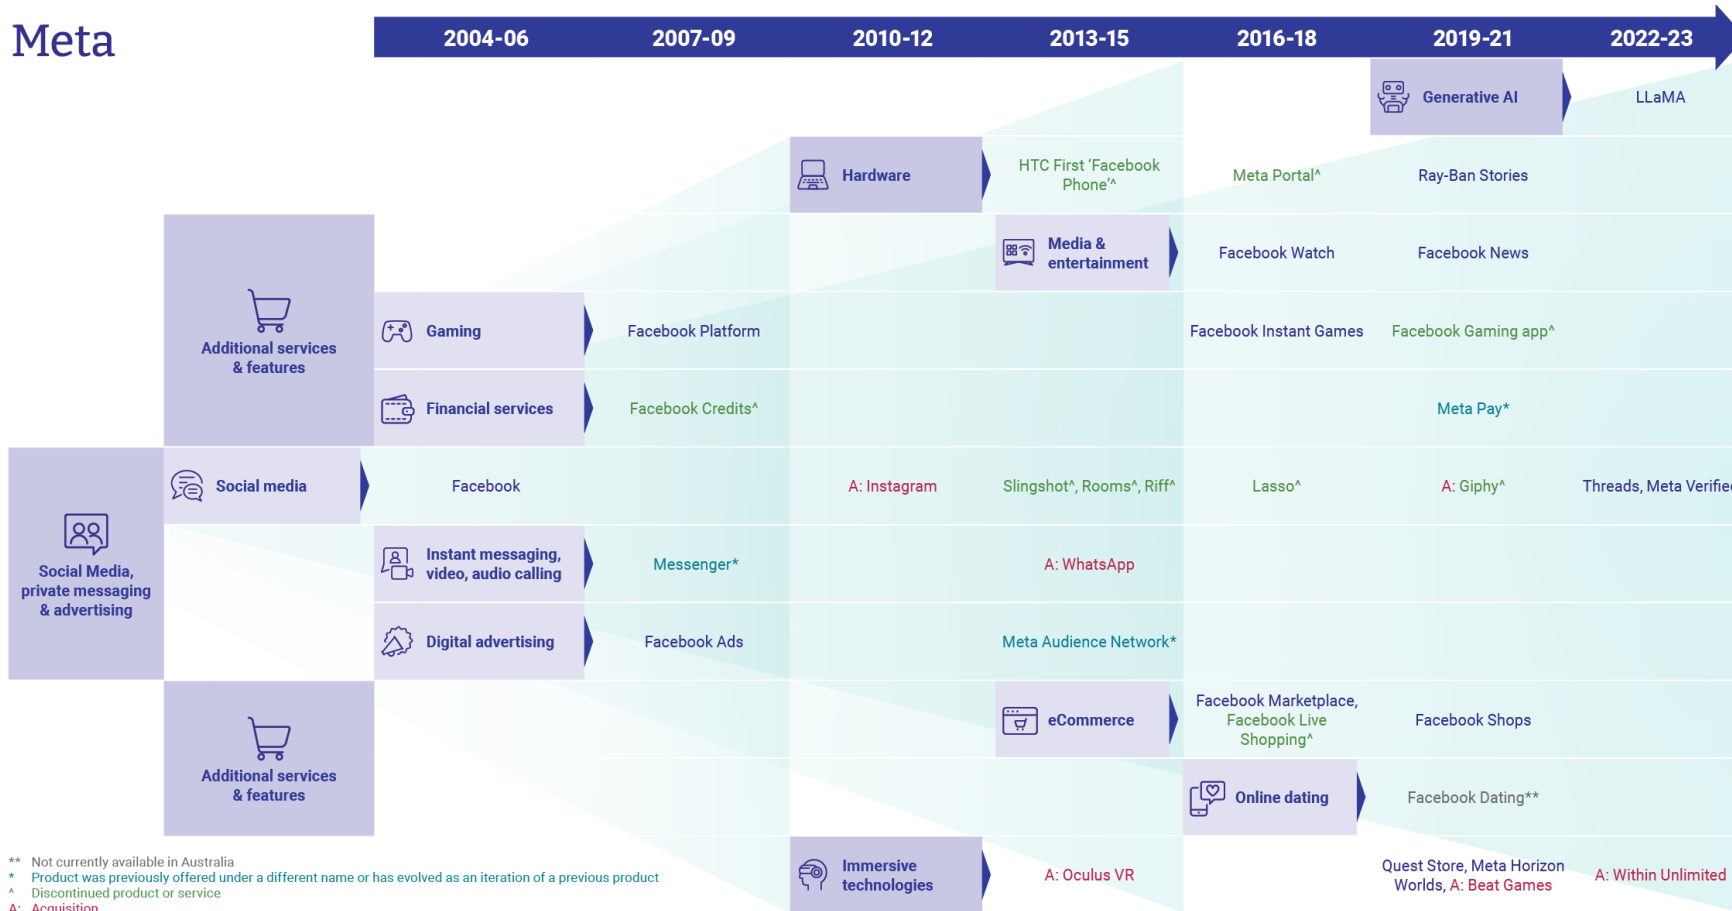 Meta
2004-06
2007-09
2010-12
2013-15
2016-18
2019-21
2022-23
Generative AI
LLaMA
Hardware
HTC First ‘Facebook
Phone’^
Meta Portal^
Ray-Ban Stories
Media &
entertainment
Facebook Watch
Facebook News
Additional services
& features
Gaming
Facebook Platform
Facebook Instant Games
Facebook Gaming app^
Financial services
Facebook Credits^
Meta Pay*
Social Media,
private messaging
& advertising
Social media
Facebook
A: Instagram
Slingshot^, Rooms^, Riff^
Lasso^
A: Giphy^
Threads, Meta Verified
Instant messaging,
video, audio calling
Messenger*
A: WhatsApp
Digital advertising
Facebook Ads
Meta Audience Network*
Additional services
& features
eCommerce
Facebook Marketplace,
Facebook Live
Shopping^
Facebook Shops
Online dating
Facebook Dating**
Immersive
technologies
A: Oculus VR
Quest Store, Meta Horizon
Worlds, A: Beat Games
A: Within Unlimited
** Not currently available in Australia
* Product was previously offered under a different name or has evolved as an iteration of a previous product
^ Discontinued product or service
A: Acquisition